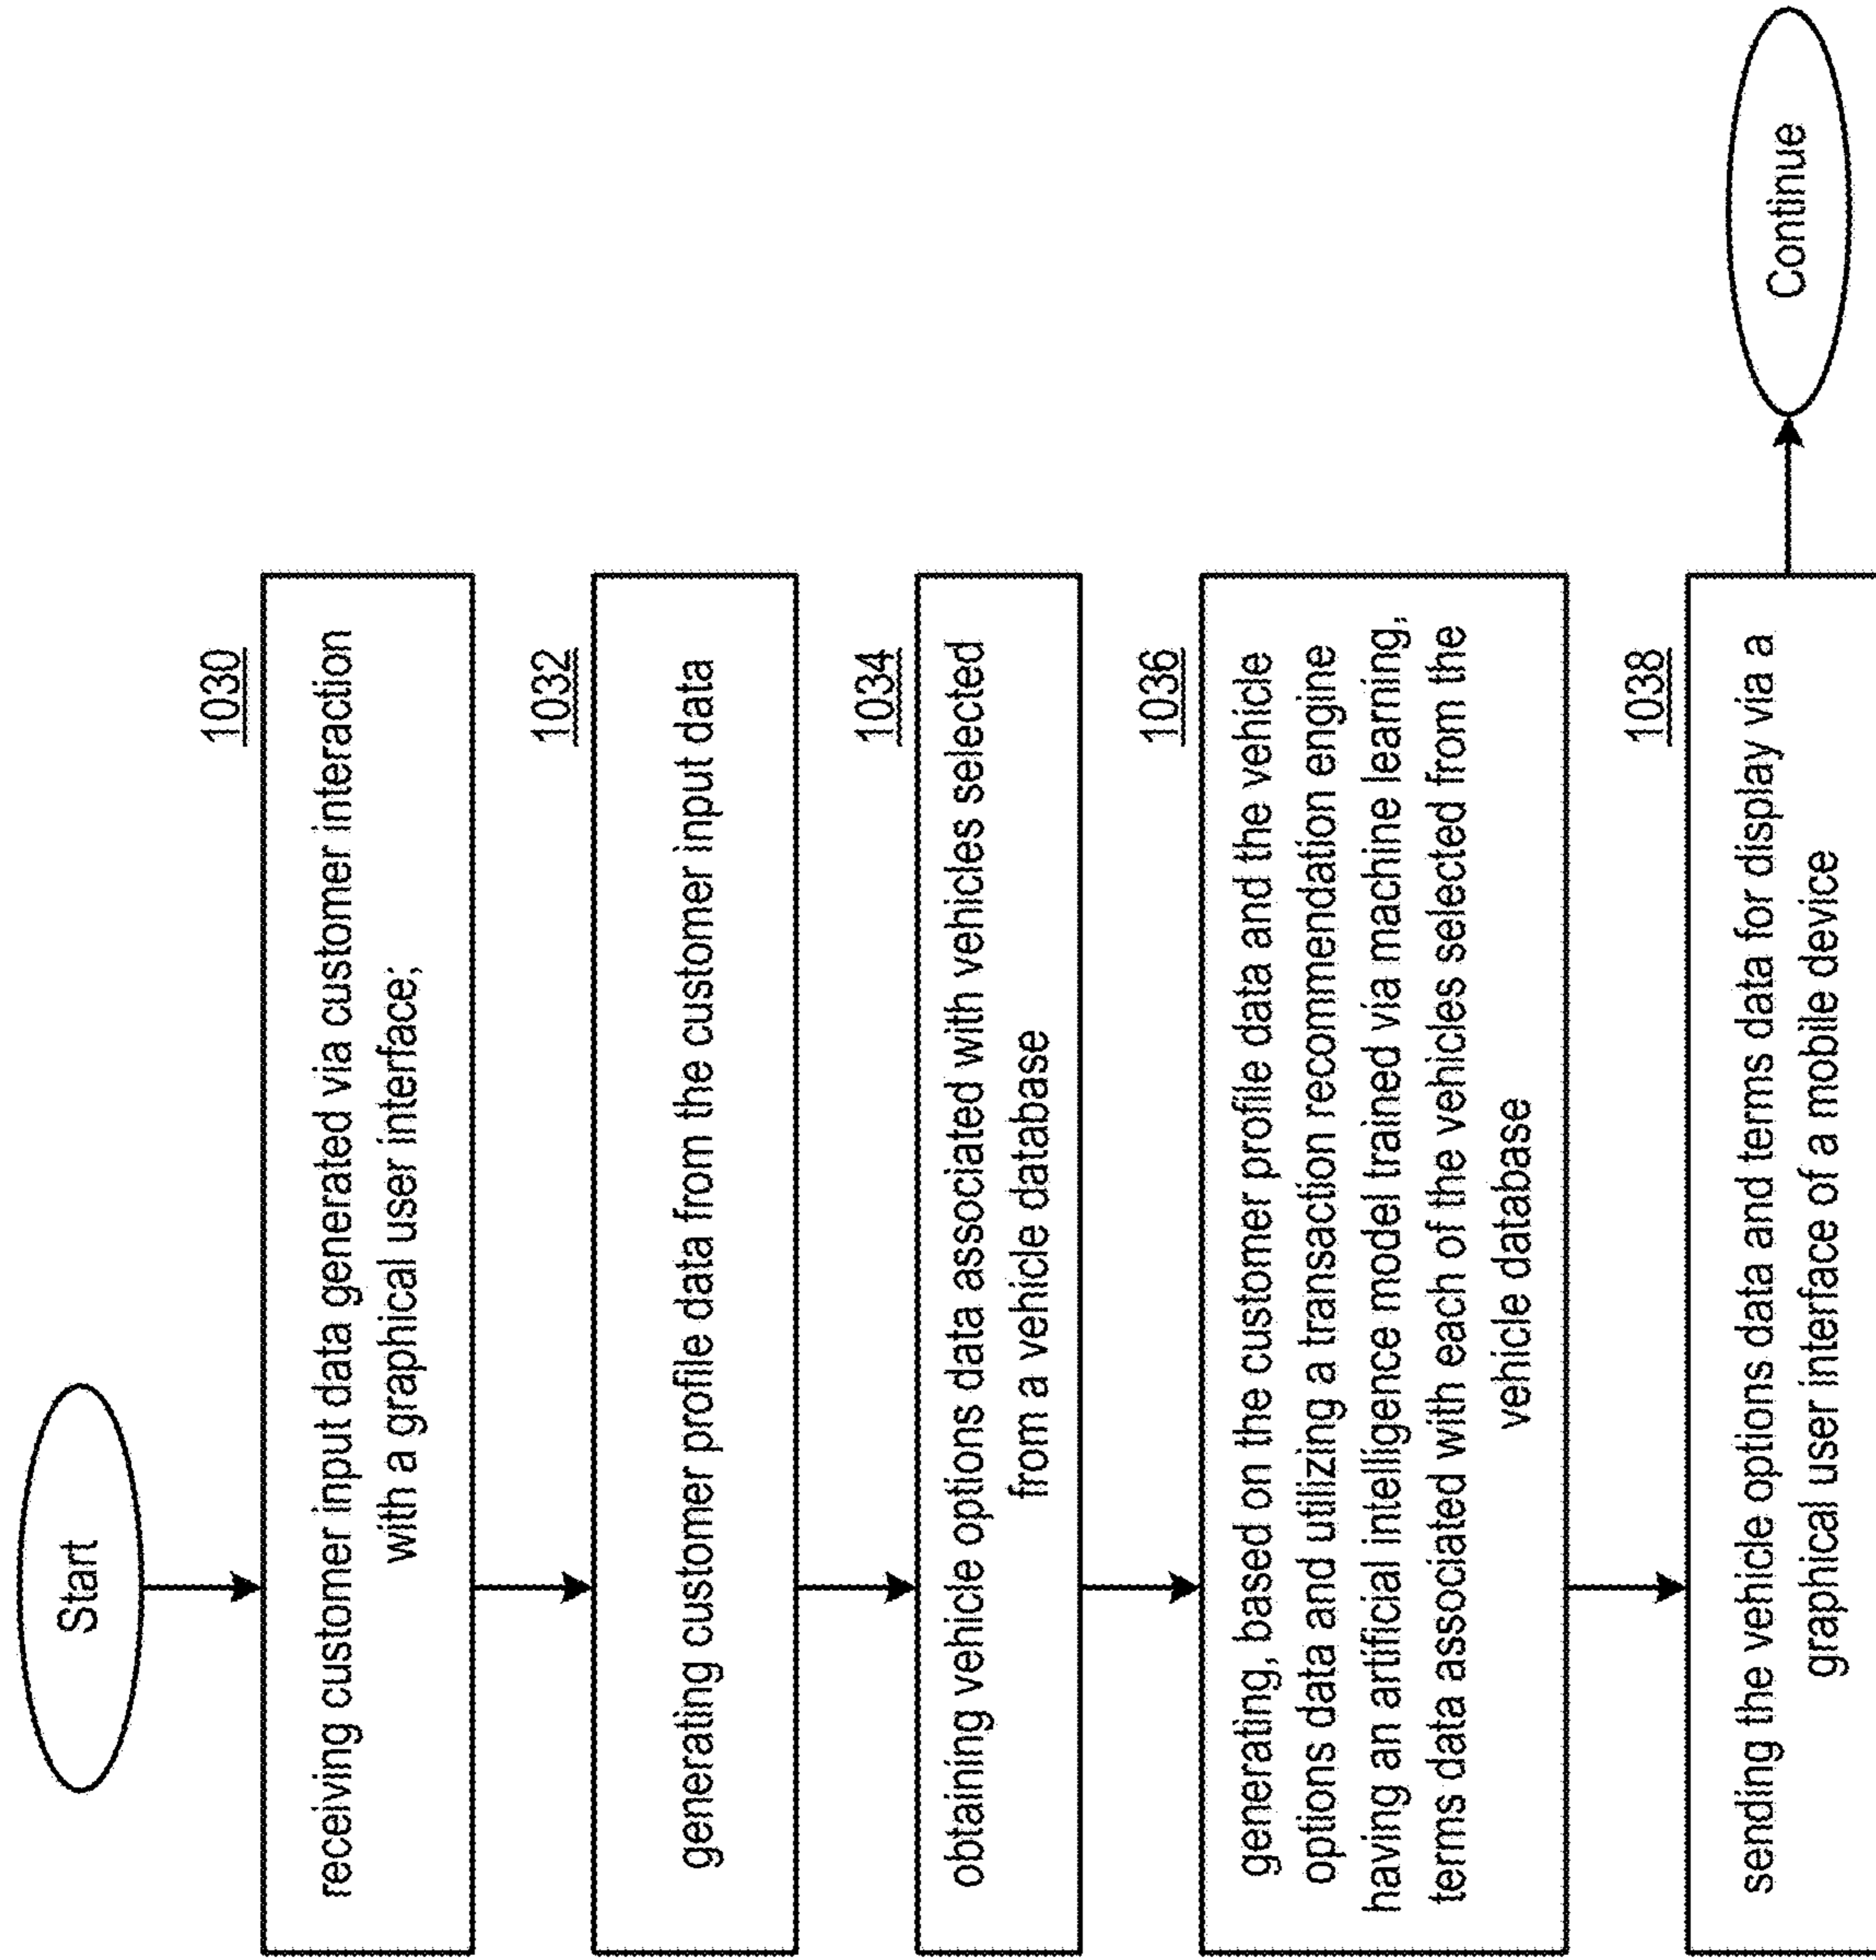 Start
1030
receiving customer input data generated via customer interaction
with a graphical user interface;
1032
generating customer profile data from the customer input data
1034
obtaining vehicle options data associated with vehicles selected
from a vehicle database
1036
generating, based on the customer profile data and the vehicle
options data and utilizing a transaction recommendation engine
having an artificial intelligence model trained via machine learning,
terms data associated with each of the vehicles selected from the
vehicle database
1038
sending the vehicle options data and terms data for display via a
graphical user interface of a mobile device
Continue